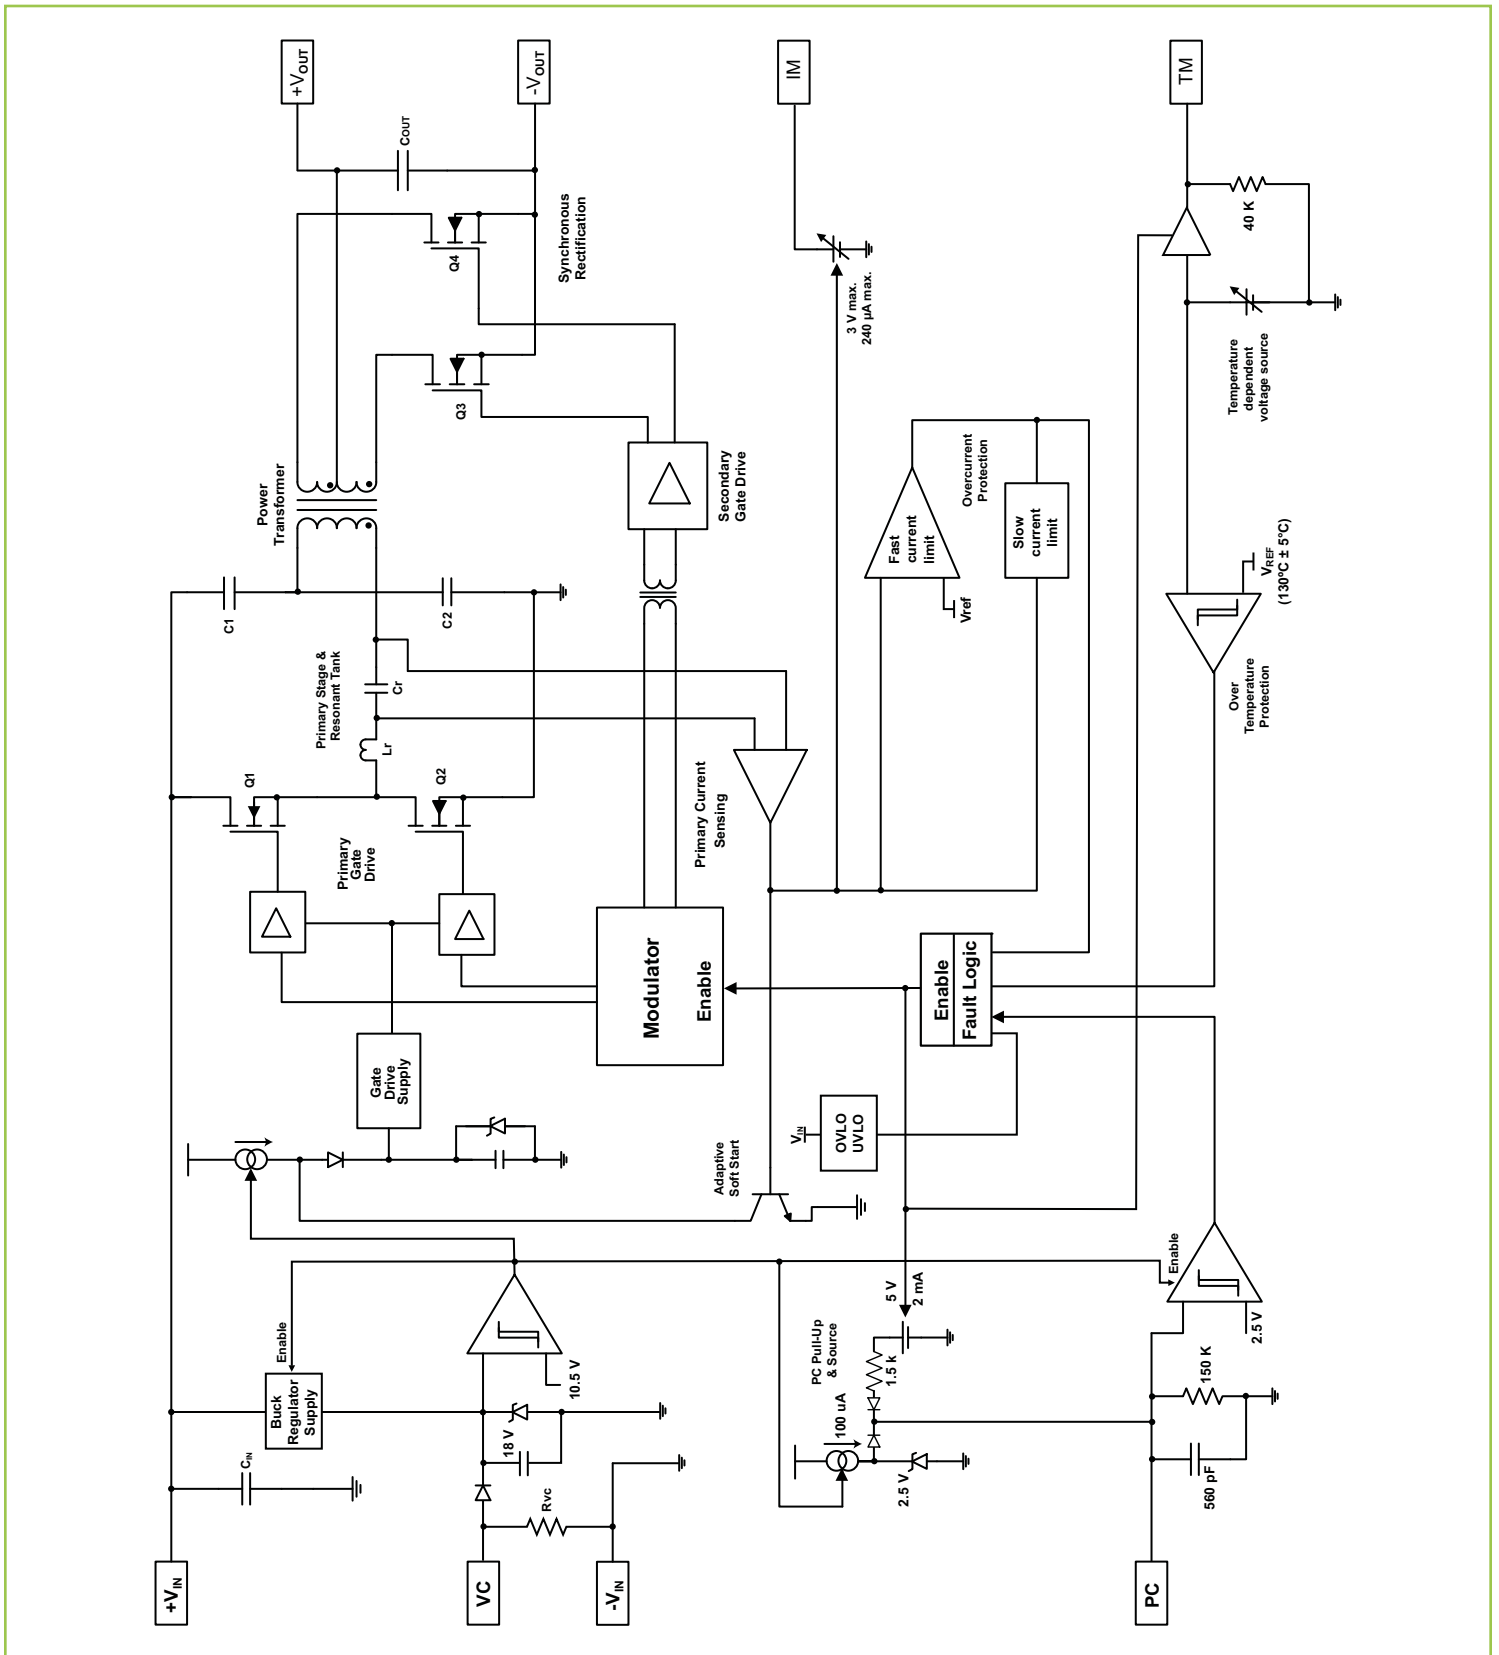 +VOUT
-VOUT
IM
TM
COUT
Synchronous
Rectification
Q4
Q3
40 K
3 V max.
240 µA max.
Temperature
dependent
voltage source
Power
Transformer
Secondary
Gate Drive
Overcurrent
Protection
Fast
current
limit
Slow
current
limit
Vref
VREF
(130°C ± 5°C)
C1
C2
Primary Stage &
Resonant Tank
Cr
Lr
Over
Temperature
Protection
Q1
Q2
Primary
Gate
Drive
Primary Current
Sensing
Modulator
Enable
Enable
Fault Logic
Gate
Drive
Supply
VIN
OVLO
UVLO
Adaptive
Soft Start
Enable
Buck
Regulator
Supply
10.5 V
18 V
CIN
Rvc
5 V
2 mA
PC Pull-Up
& Source
1.5 k
100 uA
2.5 V
Enable
2.5 V
150 K
560 pF
+VIN
VC
-VIN
PC